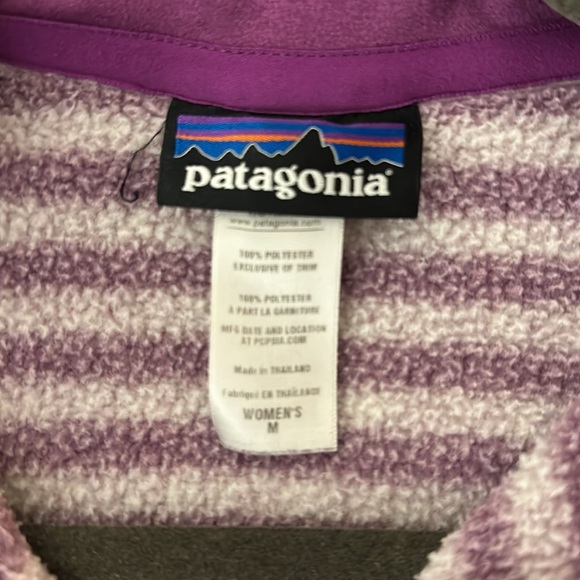 patagonia®
www.patagonia.com
100% POLYESTER
EXCLUSIVE OF TRIM
100% POLYESTER
A PART LA GARNITURE
MFG DATE AND LOCATION
AT PCPSIA.COM
Made in THAILAND
Fabriqué EN THAÏLANDE
WOMEN'S
M